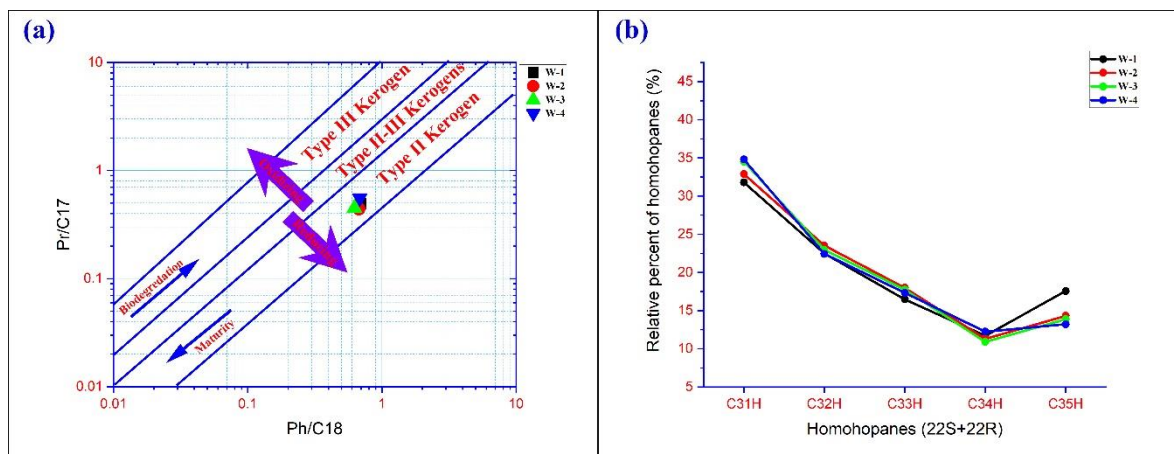 (a)
W-1
W-2
W-3
W-4
Type III Kerogen
Type II-III Kerogens
Type II Kerogen
Biodegredation
Maturity
10
1
0.1
0.01
0.01
0.1
1
10
Pr/C17
Ph/C18
(b)
W-1
W-2
W-3
W-4
45
40
35
30
25
20
15
10
5
C31H
C32H
C33H
C34H
C35H
Relative percent of homohopanes (%)
Homohopanes (22S+22R)